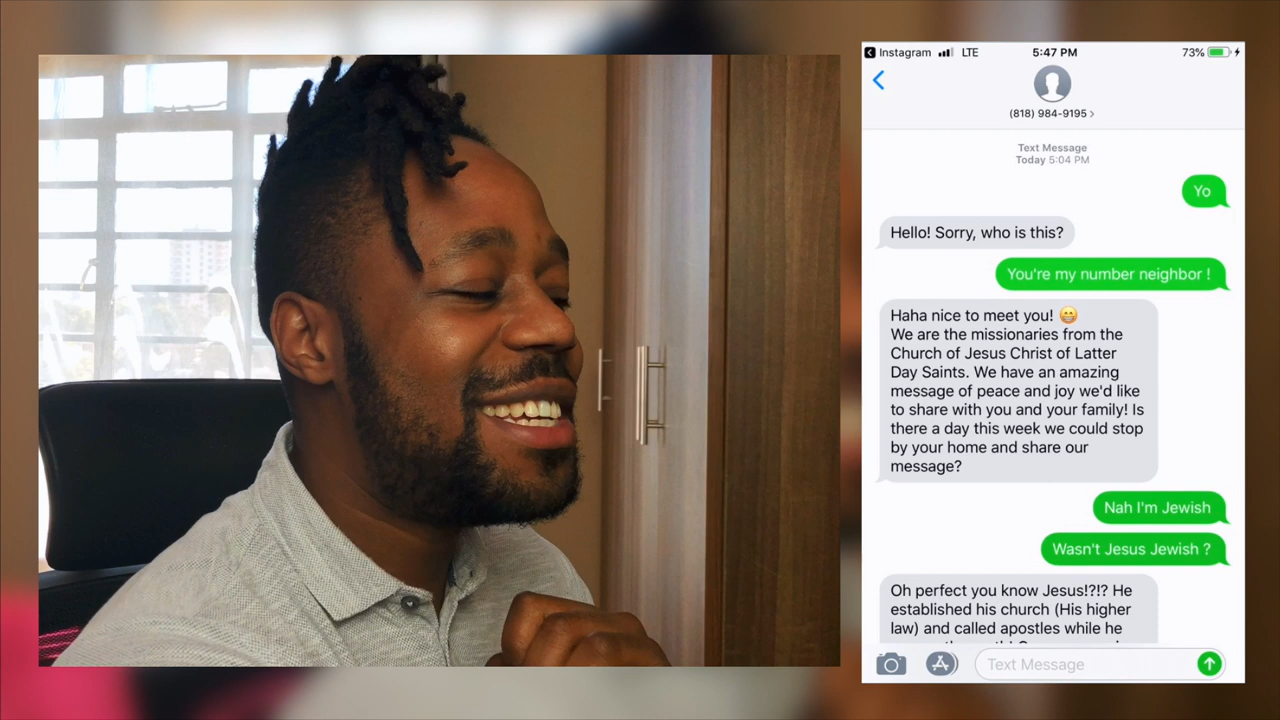 Instagram LTE 5:47 PM 73%
(818) 984-9195 >
Text Message
Today 5:04 PM
Yo
Hello! Sorry, who is this?
You're my number neighbor !
Haha nice to meet you! 😁
We are the missionaries from the
Church of Jesus Christ of Latter
Day Saints. We have an amazing
message of peace and joy we'd like
to share with you and your family! Is
there a day this week we could stop
by your home and share our
message?
Nah I'm Jewish
Wasn't Jesus Jewish ?
Oh perfect you know Jesus!?!? He
established his church (His higher
law) and called apostles while he
Text Message